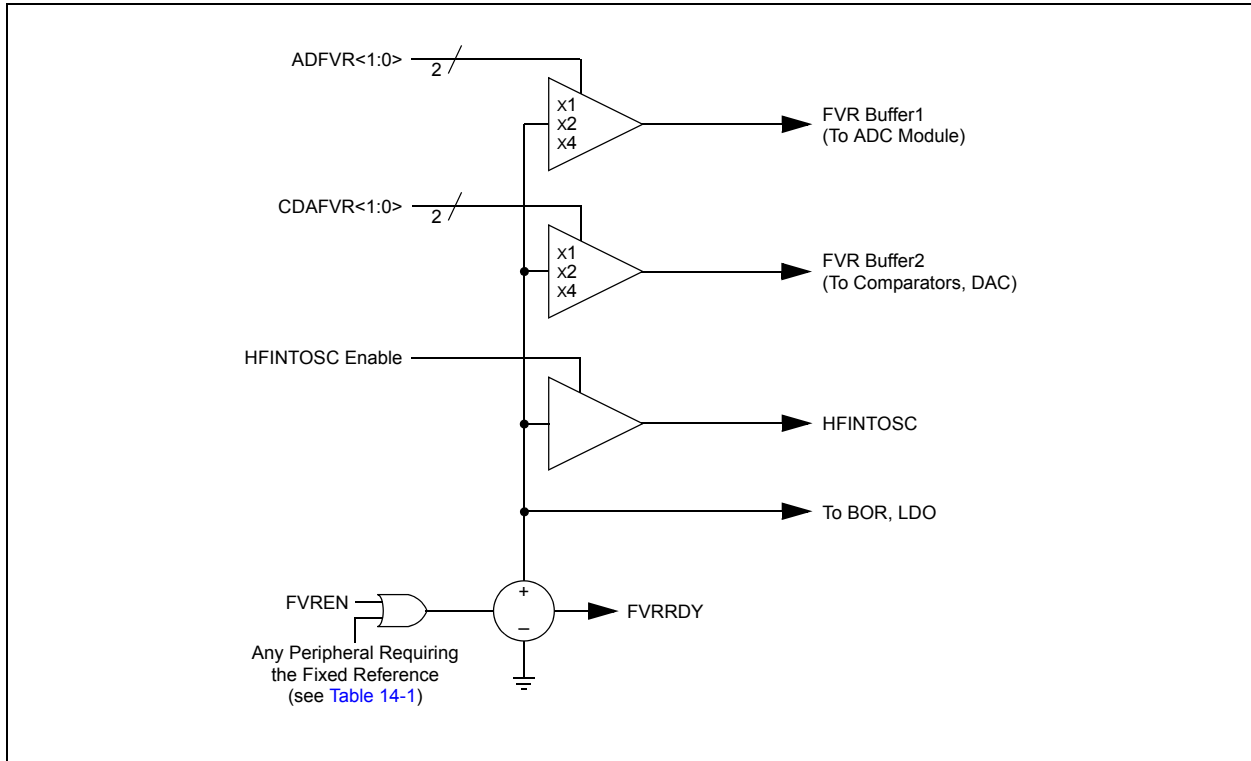 ADFVR<1:0>
2
X1
X2
X4
FVR Buffer1
(To ADC Module)
CDAFVR<1:0>
2
X1
X2
X4
FVR Buffer2
(To Comparators, DAC)
HFINTOSC Enable
HFINTOSC
To BOR, LDO
FVREN
+
–
FVRRDY
Any Peripheral Requiring
the Fixed Reference
(see Table 14-1)